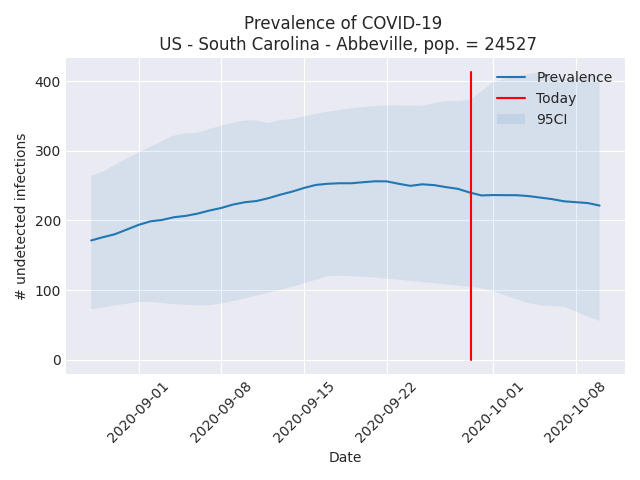 Prevalence of COVID-19
US - South Carolina - Abbeville, pop. = 24527
# undetected infections
400
300
200
100
0
Prevalence
Today
95CI
2020-09-01
2020-09-08
2020-09-15
2020-09-22
2020-10-01
2020-10-08
Date